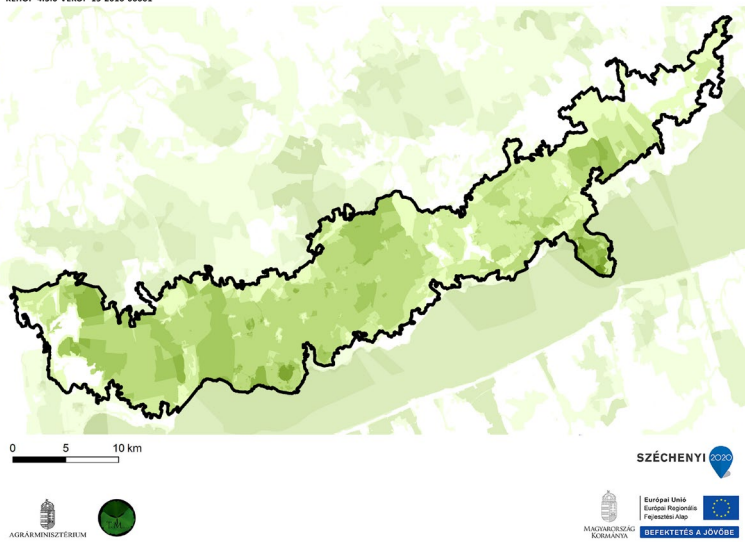 0 5 10 km
SZÉCHENYI 2020
AGRÁRMINISZTÉRIUM
MAGYARORSZÁG
KORMÁNYA
Európai Unió
Európai Regionális
Fejlesztési Alap
BEFEKTETÉS A JÖVŐBE